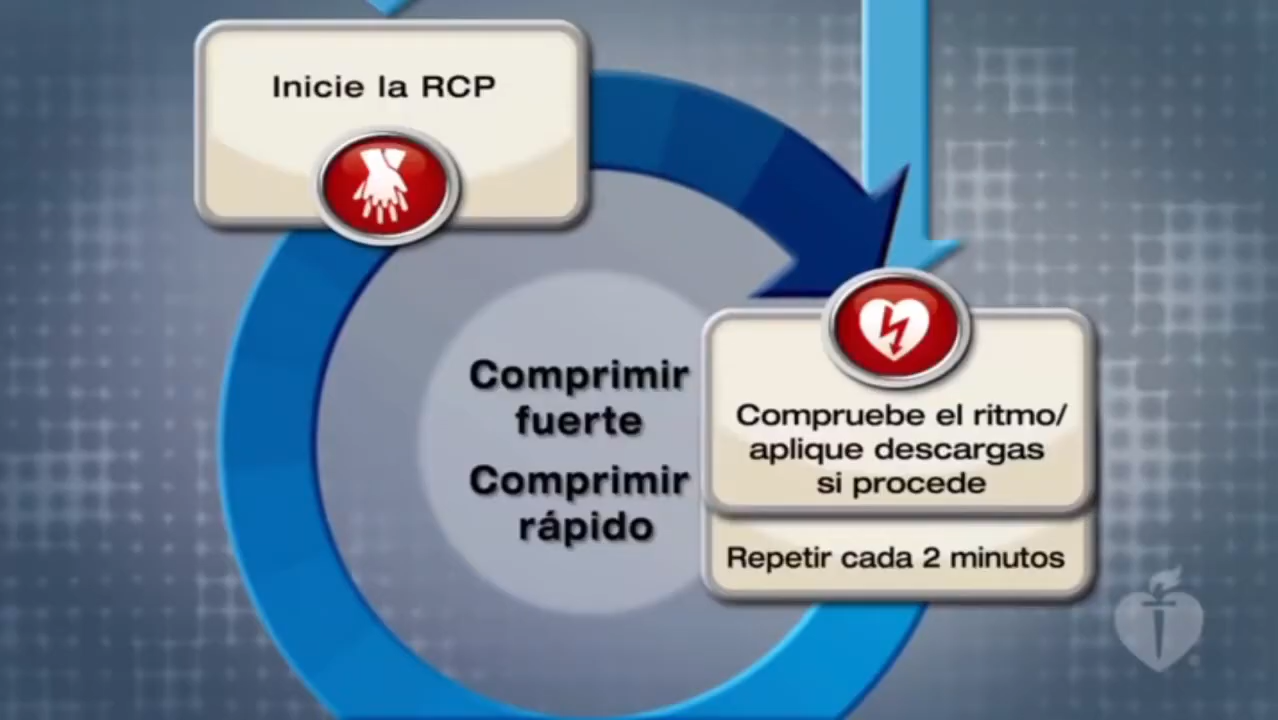 Inicie la RCP
Comprimir
fuerte
Comprimir
rápido
Compruebe el ritmo/
aplique descargas
si procede
Repetir cada 2 minutos